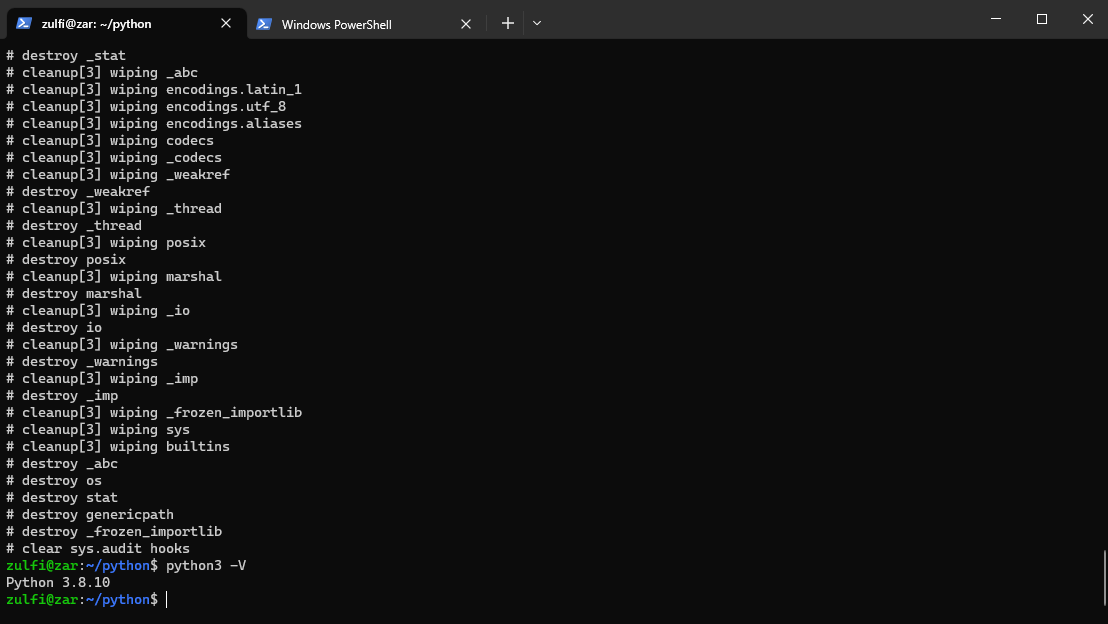 zulfi@zar: ~/python
Windows PowerShell
# destroy _stat
# cleanup[3] wiping _abc
# cleanup[3] wiping encodings.latin_1
# cleanup[3] wiping encodings.utf_8
# cleanup[3] wiping encodings.aliases
# cleanup[3] wiping codecs
# cleanup[3] wiping _codecs
# cleanup[3] wiping _weakref
# destroy _weakref
# cleanup[3] wiping _thread
# destroy _thread
# cleanup[3] wiping posix
# destroy posix
# cleanup[3] wiping marshal
# destroy marshal
# cleanup[3] wiping _io
# destroy io
# cleanup[3] wiping _warnings
# destroy _warnings
# cleanup[3] wiping _imp
# destroy _imp
# cleanup[3] wiping _frozen_importlib
# cleanup[3] wiping sys
# cleanup[3] wiping builtins
# destroy _abc
# destroy os
# destroy stat
# destroy genericpath
# destroy _frozen_importlib
# clear sys.audit hooks
zulfi@zar:~/python$ python3 -V
Python 3.8.10
zulfi@zar:~/python$